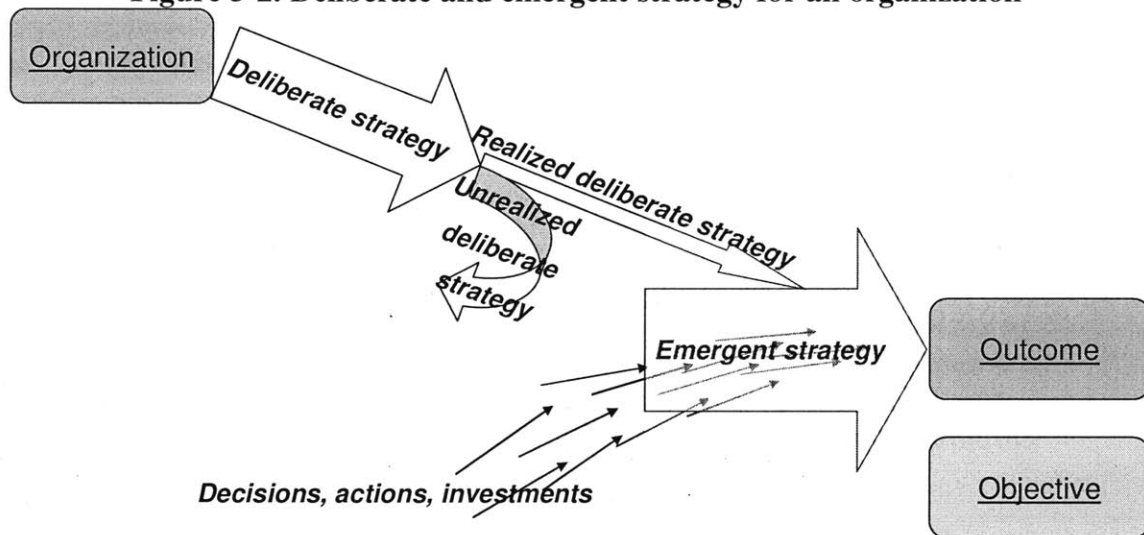 Organization
Deliberate strategy
Realized deliberate strategy
Unrealized
deliberate
strategy
Emergent strategy
Outcome
Decisions, actions, investments
Objective